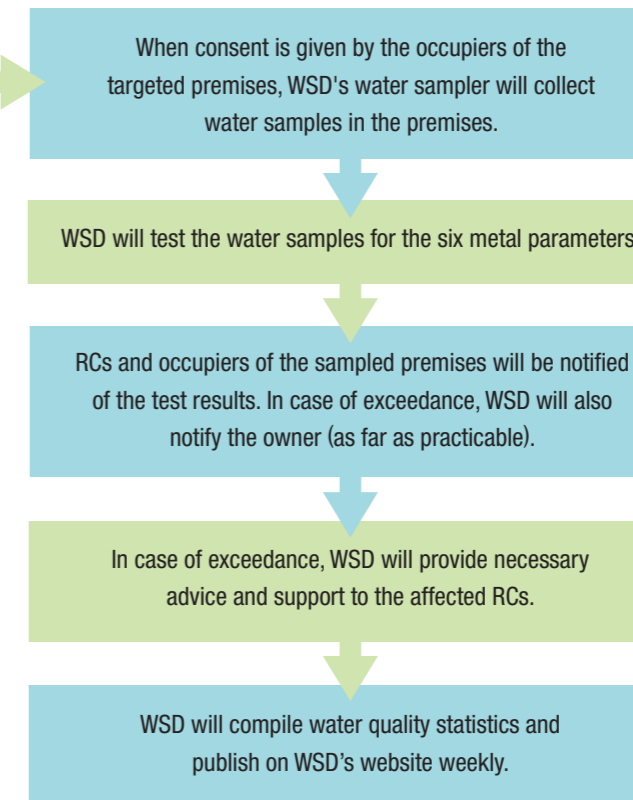 When consent is given by the occupiers of the
targeted premises, WSD's water sampler will collect
water samples in the premises.
WSD will test the water samples for the six metal parameters
RCs and occupiers of the sampled premises will be notified
of the test results. In case of exceedance, WSD will also
notify the owner (as far as practicable).
In case of exceedance, WSD will provide necessary
advice and support to the affected RCs.
WSD will compile water quality statistics and
publish on WSD’s website weekly.